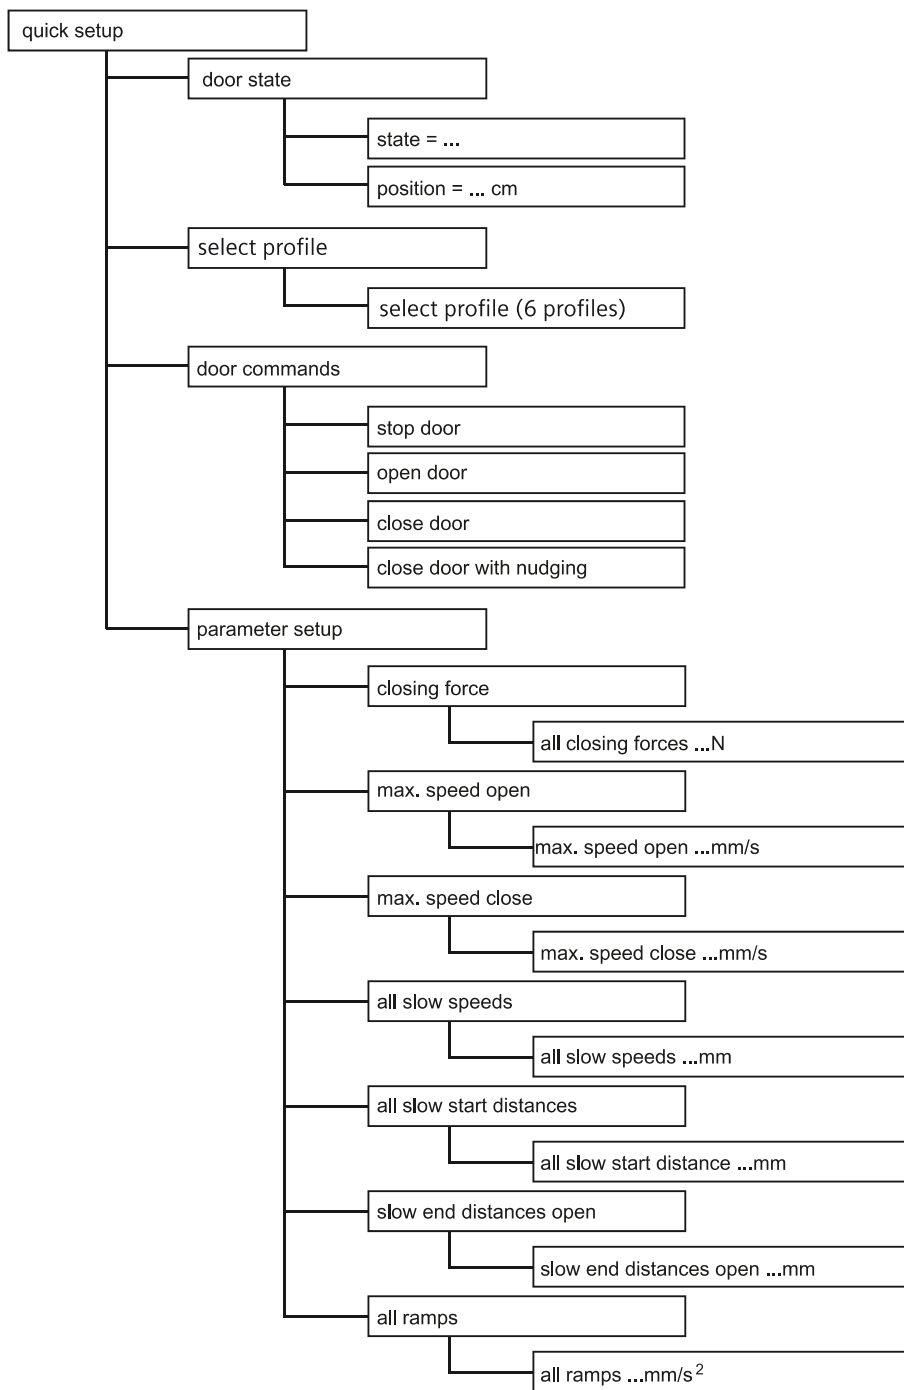 quick setup
door state
state = ...
position = ... cm
select profile
select profile (6 profiles)
door commands
stop door
open door
close door
close door with nudging
parameter setup
closing force
all closing forces ...N
max. speed open
max. speed open ...mm/s
max. speed close
max. speed close ...mm/s
all slow speeds
all slow speeds ...mm
all slow start distances
all slow start distance ...mm
slow end distances open
slow end distances open ...mm
all ramps
all ramps ...mm/s²